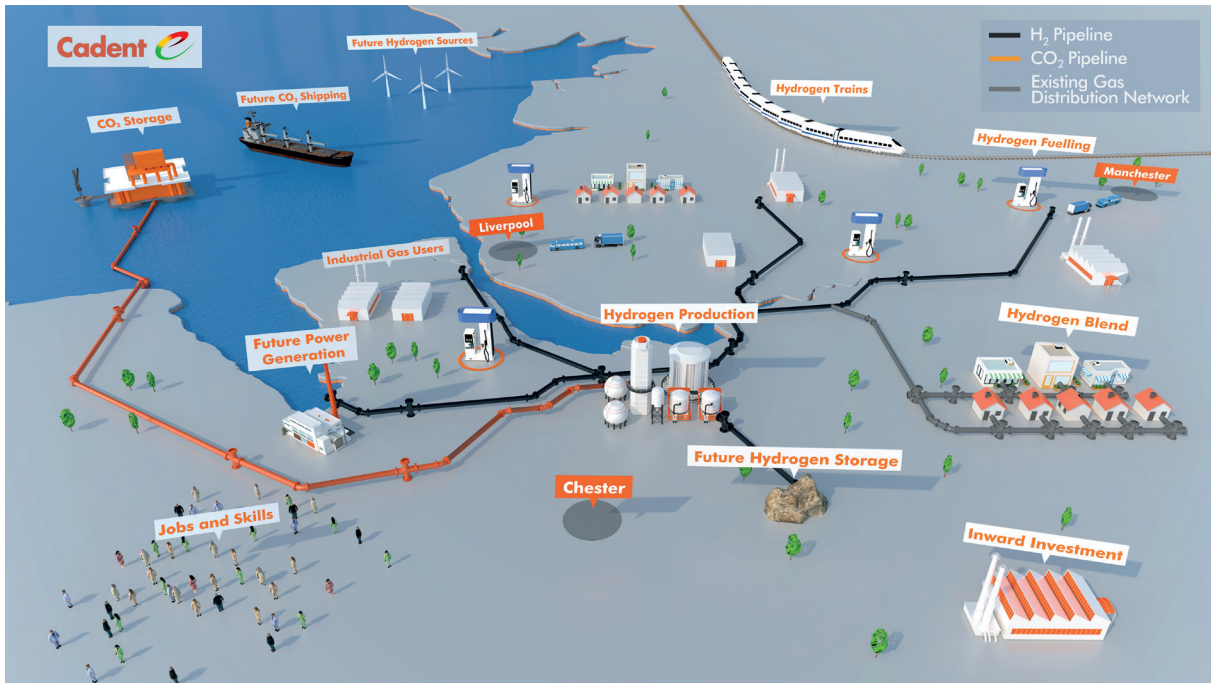 Cadent
Future Hydrogen Sources
H₂ Pipeline
CO₂ Pipeline
Existing Gas
Distribution Network
Future CO₂ Shipping
CO₂ Storage
Hydrogen Trains
Hydrogen Fuelling
Manchester
Liverpool
Industrial Gas Users
Hydrogen Production
Hydrogen Blend
Future Power
Generation
Future Hydrogen Storage
Chester
Jobs and Skills
Inward Investment